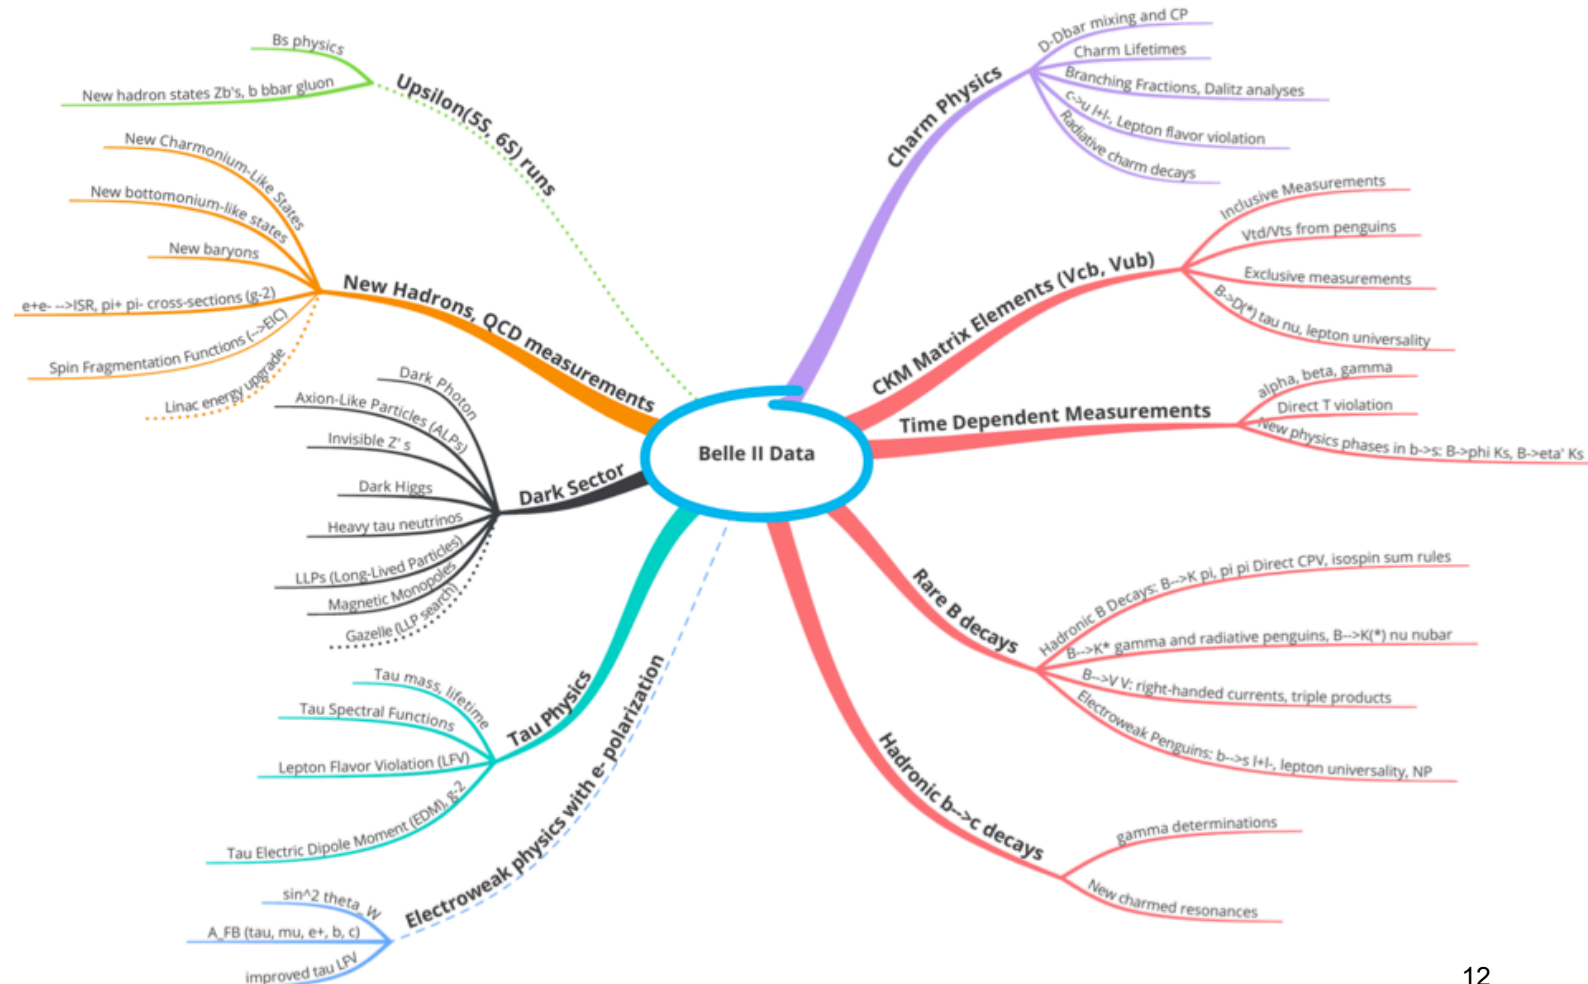 Belle II Data
Upsilon(5S, 6S) runs
Bs physics
New hadron states Zb's, b bbar gluon
New Hadrons, QCD measurements
New Charmonium-Like States
New bottomonium-like states
New baryons
e+e- -->ISR, pi+ pi- cross-sections (g-2)
Spin Fragmentation Functions (-->EIC)
Linac energy upgrade
Dark Sector
Dark Photon
Axion-Like Particles (ALPs)
Invisible Z' s
Dark Higgs
Heavy tau neutrinos
LLPs (Long-Lived Particles)
Magnetic Monopoles
Gazelle (LLP search)
Tau Physics
Tau mass, lifetime
Tau Spectral Functions
Lepton Flavor Violation (LFV)
Tau Electric Dipole Moment (EDM), g-2
Electroweak physics with e- polarization
sin^2 theta_W
A_FB (tau, mu, e+, b, c)
improved tau LFV
Charm Physics
D-Dbar mixing and CP
Charm Lifetimes
Branching Fractions, Dalitz analyses
c->u l+l-, Lepton flavor violation
Radiative charm decays
CKM Matrix Elements (Vcb, Vub)
Inclusive Measurements
Vtd/Vts from penguins
Exclusive measurements
B->D(*) tau nu, lepton universality
Time Dependent Measurements
alpha, beta, gamma
Direct T violation
New physics phases in b->s: B->phi Ks, B->eta' Ks
Rare B decays
Hadronic B Decays: B-->K pi, pi pi Direct CPV, isospin sum rules
B-->K* gamma and radiative penguins, B-->K(*) nu nubar
B-->V V: right-handed currents, triple products
Electroweak Penguins: b-->s l+l-, lepton universality, NP
Hadronic b-->c decays
gamma determinations
New charmed resonances
12